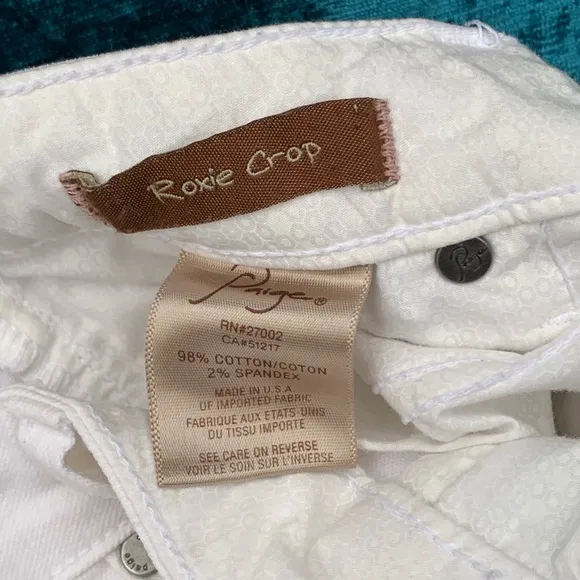 Roxie Crop
Paige®
RN#27002
CA#51217
98% COTTON/COTON
2% SPANDEX
MADE IN U.S.A
OF IMPORTED FABRIC
FABRIQUE AUX ETATS-UNIS
DU TISSU IMPORTE
SEE CARE ON REVERSE
VOIR LE SOIN SUR L'INVERSE